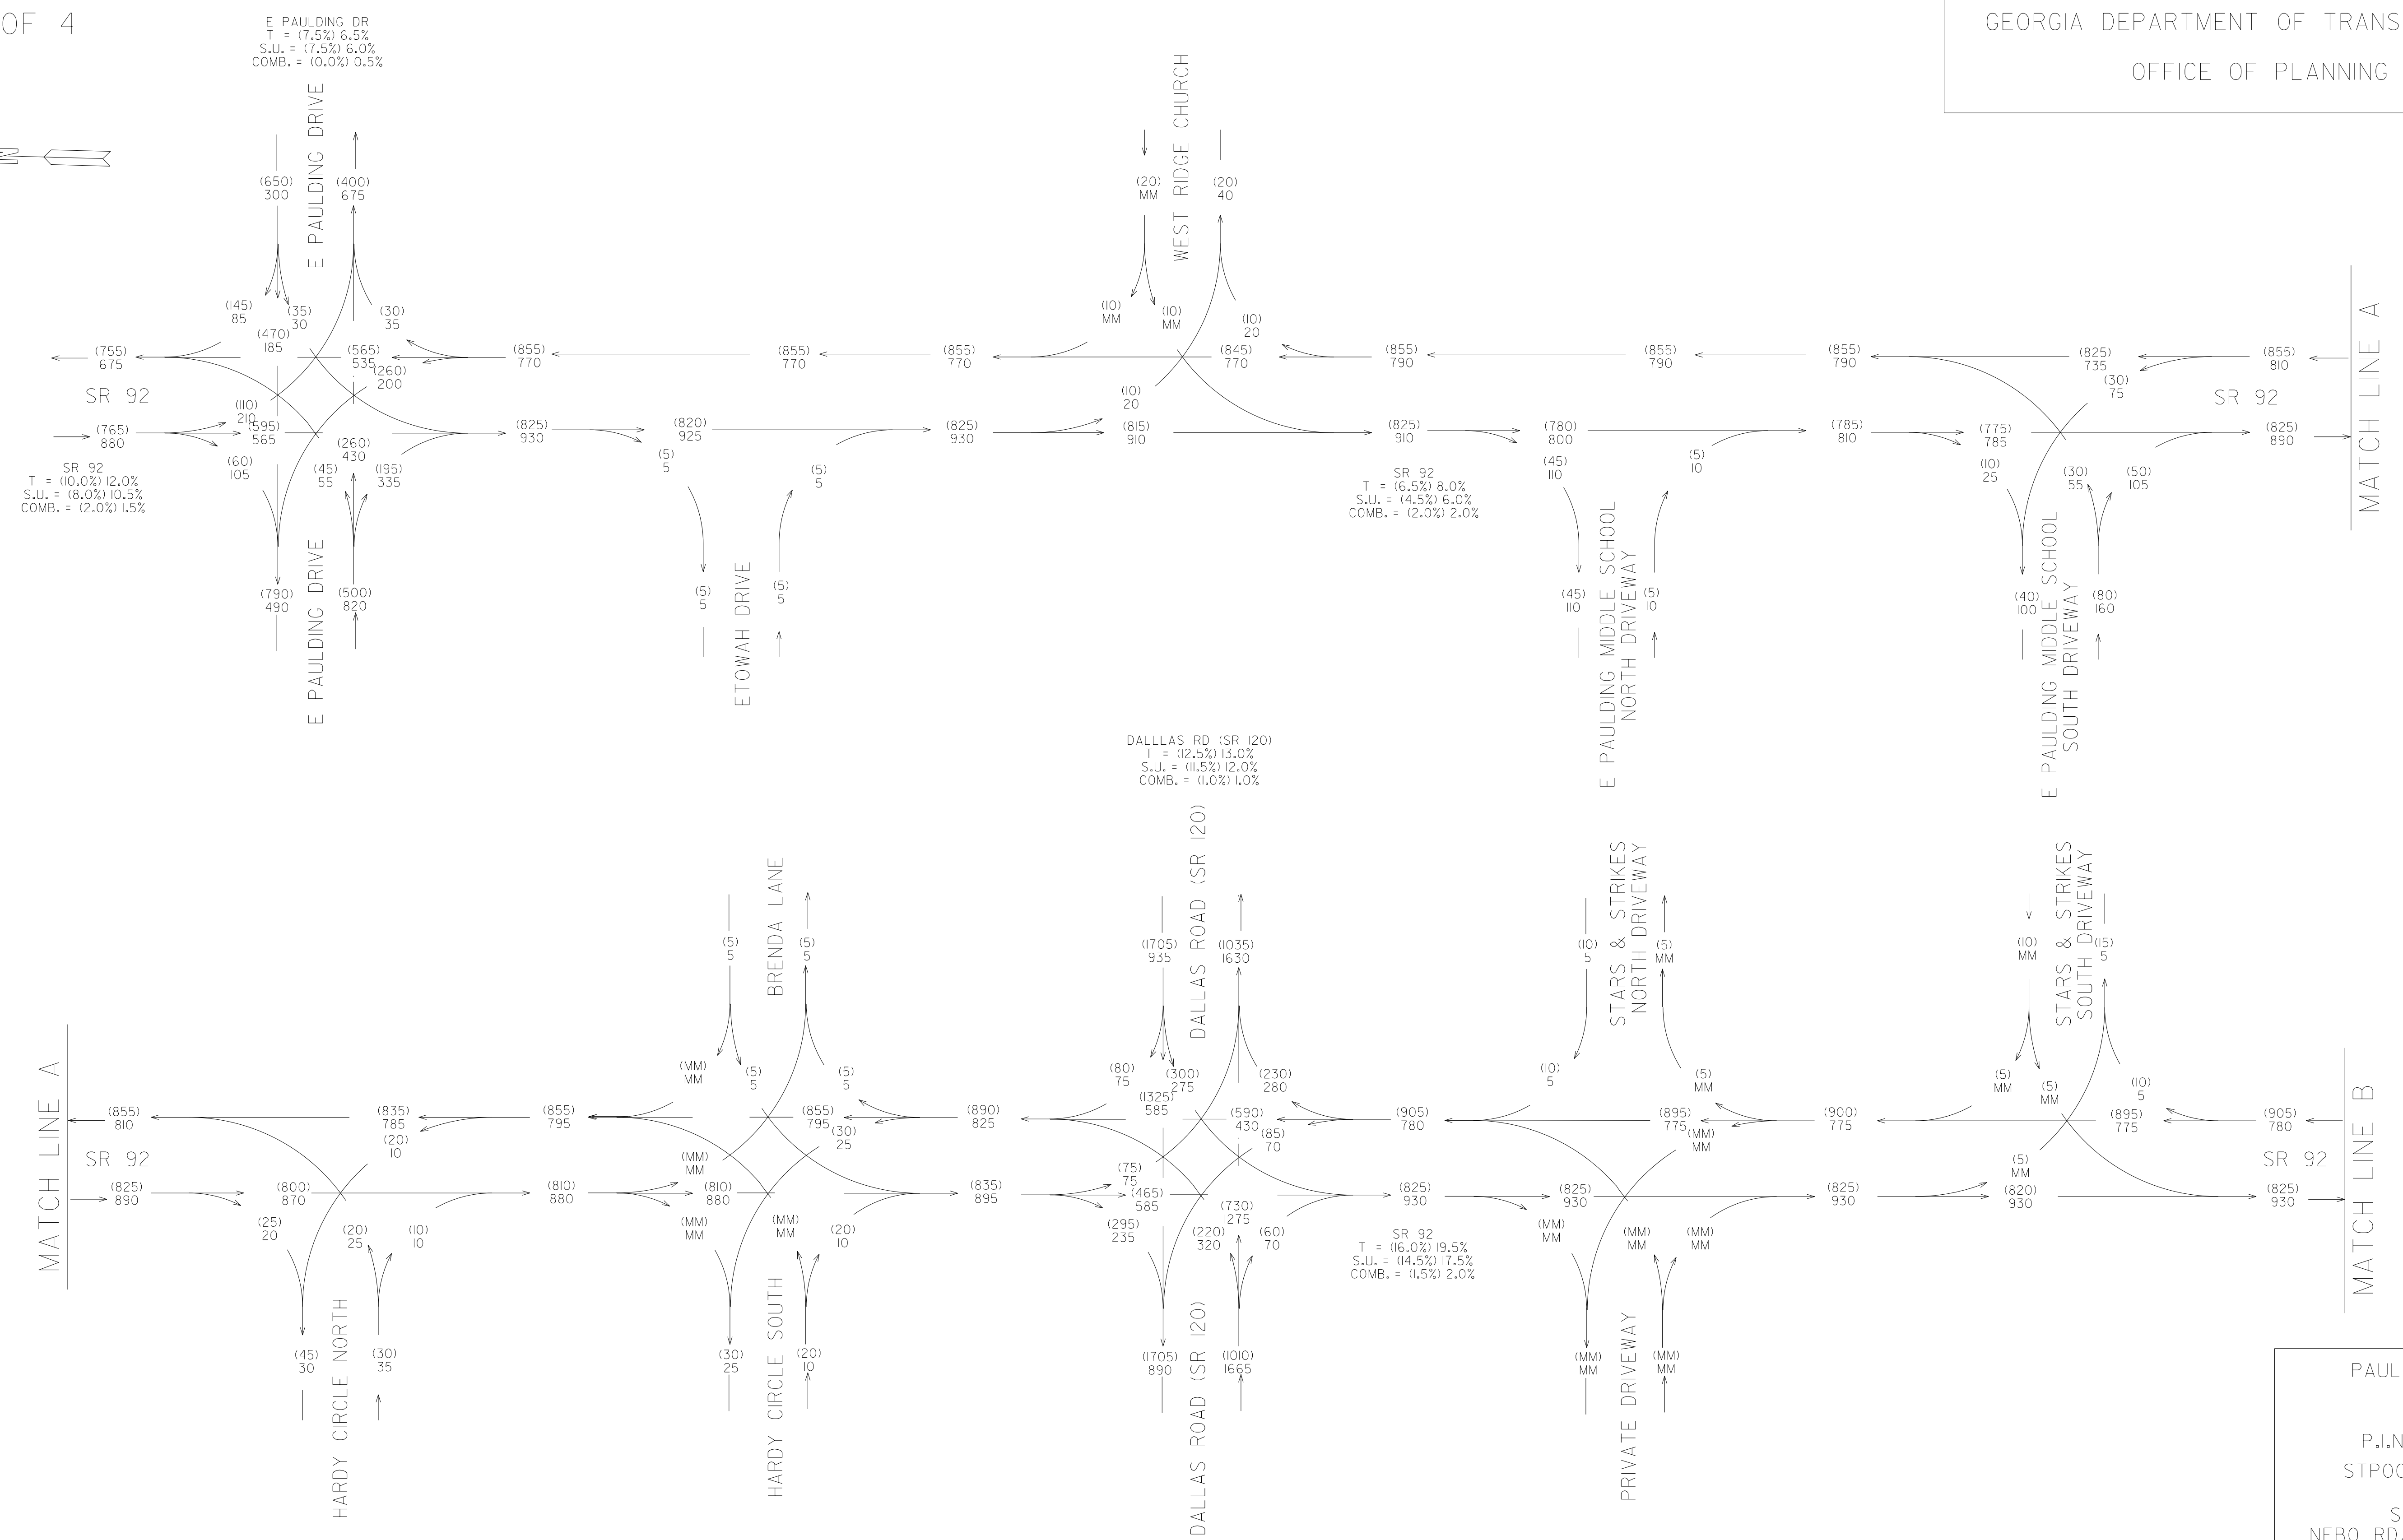 OF 4
GEORGIA DEPARTMENT OF TRANS
OFFICE OF PLANNING
E PAULDING DR
T = (7.5%) 6.5%
S.U. = (7.5%) 6.0%
COMB. = (0.0%) 0.5%
N
E PAULDING DRIVE
(650)
300
(400)
675
(145)
85
(35)
30
(470)
185
(30)
35
(565)
535
(260)
200
(755)
675
SR 92
(765)
880
(110)
210
(595)
565
(60)
105
(260)
430
(45)
55
(195)
335
SR 92
T = (10.0%) 12.0%
S.U. = (8.0%) 10.5%
COMB. = (2.0%) 1.5%
(790)
490
(500)
820
E PAULDING DRIVE
(855)
770
(825)
930
(855)
770
(820)
925
(5)
5
(5)
5
(5)
5
(5)
5
ETOWAH DRIVE
(855)
770
(825)
930
WEST RIDGE CHURCH
(20)
MM
(20)
40
(10)
MM
(10)
MM
(10)
20
(845)
770
(10)
20
(815)
910
(855)
790
(825)
910
SR 92
T = (6.5%) 8.0%
S.U. = (4.5%) 6.0%
COMB. = (2.0%) 2.0%
(855)
790
(780)
800
(45)
110
(5)
10
(45)
110
(5)
10
E PAULDING MIDDLE SCHOOL
NORTH DRIVEWAY
(855)
790
(785)
810
(825)
735
(30)
75
(775)
785
(10)
25
(30)
55
(50)
105
(40)
100
(80)
160
E PAULDING MIDDLE SCHOOL
SOUTH DRIVEWAY
(855)
810
SR 92
(825)
890
MATCH LINE A
MATCH LINE A
(855)
810
SR 92
(825)
890
(835)
785
(20)
10
(800)
870
(25)
20
(20)
25
(10)
10
(45)
30
(30)
35
HARDY CIRCLE NORTH
(855)
795
(810)
880
BRENDA LANE
(5)
5
(5)
5
(MM)
MM
(5)
5
(5)
5
(855)
795
(30)
25
(MM)
MM
(810)
880
(MM)
MM
(MM)
MM
(20)
10
(30)
25
(20)
10
HARDY CIRCLE SOUTH
(890)
825
(835)
895
DALLLAS RD (SR 120)
T = (12.5%) 13.0%
S.U. = (11.5%) 12.0%
COMB. = (1.0%) 1.0%
DALLAS ROAD (SR 120)
(1705)
935
(1035)
1630
(80)
75
(300)
275
(1325)
585
(230)
280
(590)
430
(85)
70
(75)
75
(465)
585
(295)
235
(730)
1275
(220)
320
(60)
70
(1705)
890
(1010)
1665
DALLAS ROAD (SR 120)
(905)
780
(825)
930
SR 92
T = (16.0%) 19.5%
S.U. = (14.5%) 17.5%
COMB. = (1.5%) 2.0%
STARS & STRIKES
NORTH DRIVEWAY
(10)
5
(5)
MM
(10)
5
(5)
MM
(895)
775
(MM)
MM
(825)
930
(MM)
MM
(MM)
MM
(MM)
MM
(MM)
MM
(MM)
MM
PRIVATE DRIVEWAY
(900)
775
(825)
930
STARS & STRIKES
SOUTH DRIVEWAY
(10)
MM
(15)
5
(5)
MM
(5)
MM
(10)
5
(895)
775
(5)
MM
(820)
930
(905)
780
SR 92
(825)
930
MATCH LINE B
PAUL
P.I.N
STPOO
S
NEBO RD.